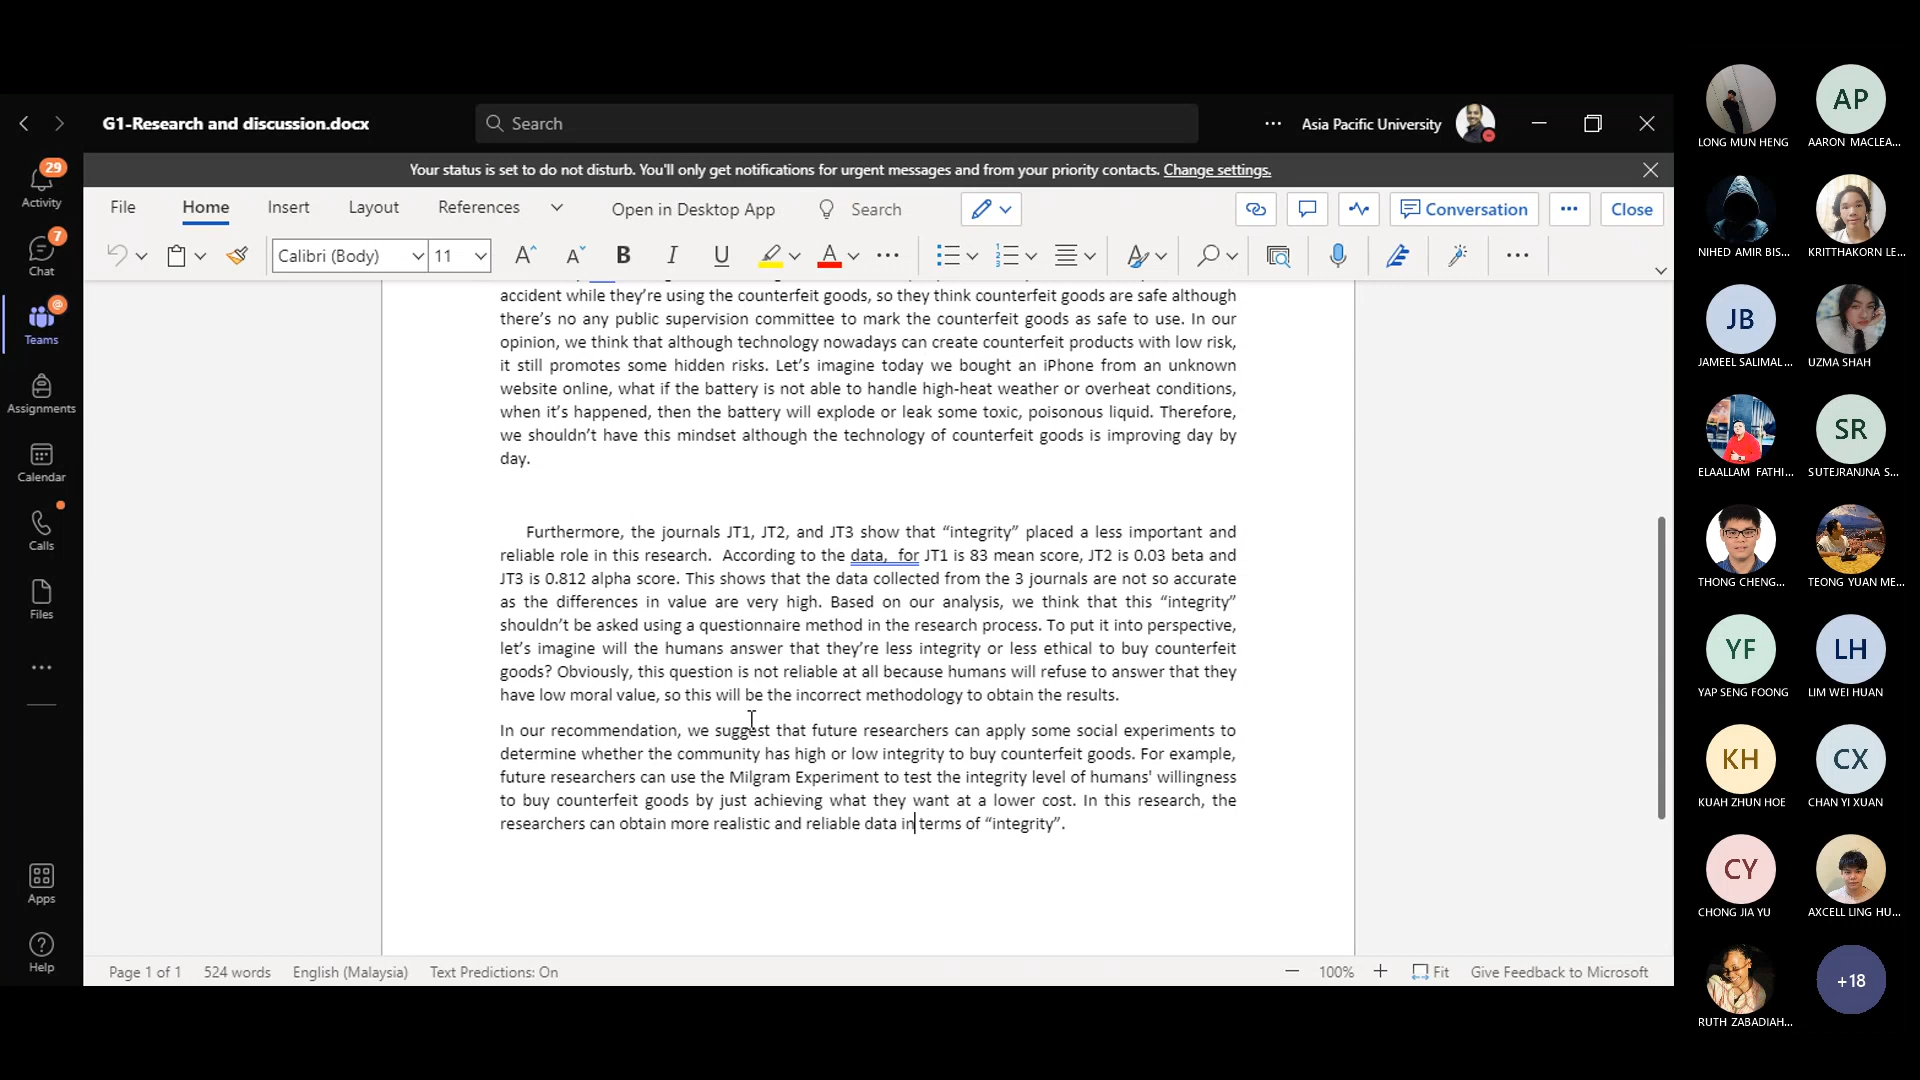 G1-Research and discussion.docx
Search
Asia Pacific University
Your status is set to do not disturb. You'll only get notifications for urgent messages and from your priority contacts. Change settings.
29
Activity
7
Chat
Teams
Assignments
Calendar
Calls
Files
Apps
Help
File
Home
Insert
Layout
References
Open in Desktop App
Search
Conversation
Close
Calibri (Body)
11
accident while they're using the counterfeit goods, so they think counterfeit goods are safe although
there's no any public supervision committee to mark the counterfeit goods as safe to use. In our
opinion, we think that although technology nowadays can create counterfeit products with low risk,
it still promotes some hidden risks. Let's imagine today we bought an iPhone from an unknown
website online, what if the battery is not able to handle high-heat weather or overheat conditions,
when it's happened, then the battery will explode or leak some toxic, poisonous liquid. Therefore,
we shouldn't have this mindset although the technology of counterfeit goods is improving day by
day.
Furthermore, the journals JT1, JT2, and JT3 show that “integrity” placed a less important and
reliable role in this research. According to the data, for JT1 is 83 mean score, JT2 is 0.03 beta and
JT3 is 0.812 alpha score. This shows that the data collected from the 3 journals are not so accurate
as the differences in value are very high. Based on our analysis, we think that this “integrity”
shouldn't be asked using a questionnaire method in the research process. To put it into perspective,
let's imagine will the humans answer that they're less integrity or less ethical to buy counterfeit
goods? Obviously, this question is not reliable at all because humans will refuse to answer that they
have low moral value, so this will be the incorrect methodology to obtain the results.
In our recommendation, we suggest that future researchers can apply some social experiments to
determine whether the community has high or low integrity to buy counterfeit goods. For example,
future researchers can use the Milgram Experiment to test the integrity level of humans' willingness
to buy counterfeit goods by just achieving what they want at a lower cost. In this research, the
researchers can obtain more realistic and reliable data in terms of “integrity”.
Page 1 of 1
524 words
English (Malaysia)
Text Predictions: On
100%
Fit
Give Feedback to Microsoft
LONG MUN HENG
AP
AARON MACLEA...
NIHED AMIR BIS...
KRITTHAKORN LE...
JB
JAMEEL SALIMAL...
UZMA SHAH
ELAALLAM FATHI...
SR
SUTEJRANJNA S...
THONG CHENG...
TEONG YUAN ME...
YF
YAP SENG FOONG
LH
LIM WEI HUAN
KH
KUAH ZHUN HOE
CX
CHAN YI XUAN
CY
CHONG JIA YU
AXCELL LING HU...
RUTH ZABADIAH...
+18